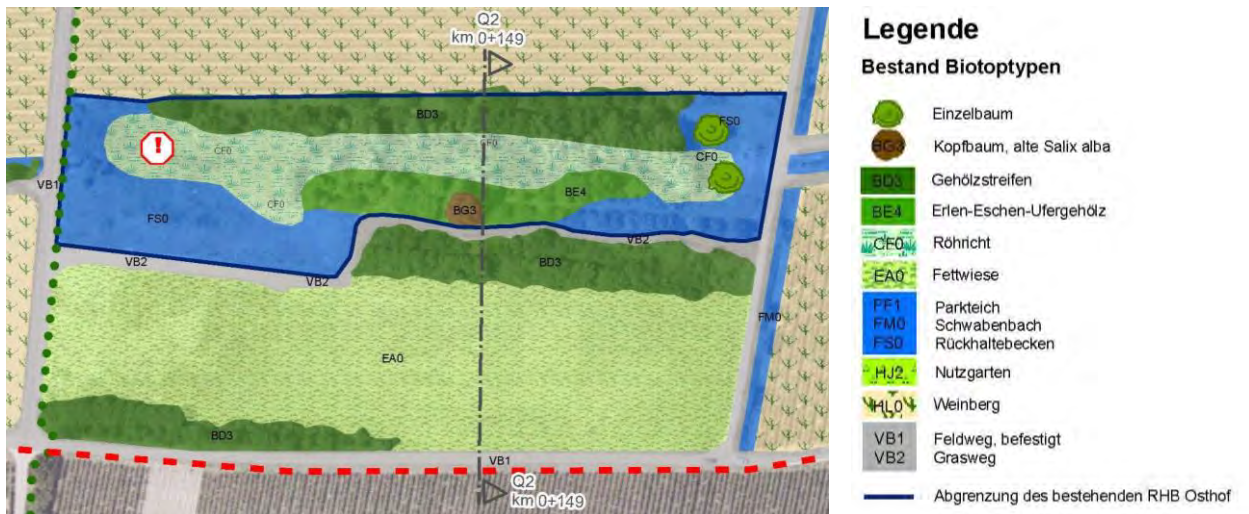 Q2
km 0+149
BD3
FS0
CF0
F0
CF0
VB1
BE4
CF0
BG3
FS0
VB2
VB2
VB2
BD3
FM0
EA0
BD3
VB1
Q2
km 0+149
Legende
Bestand Biotoptypen
Einzelbaum
BG3 Kopfbaum, alte Salix alba
BD3 Gehölzstreifen
BE4 Erlen-Eschen-Ufergehölz
CF0 Röhricht
EA0 Fettwiese
FF1 Parkteich
FM0 Schwabenbach
FS0 Rückhaltebecken
HJ2 Nutzgarten
HL0 Weinberg
VB1 Feldweg, befestigt
VB2 Grasweg
Abgrenzung des bestehenden RHB Osthof